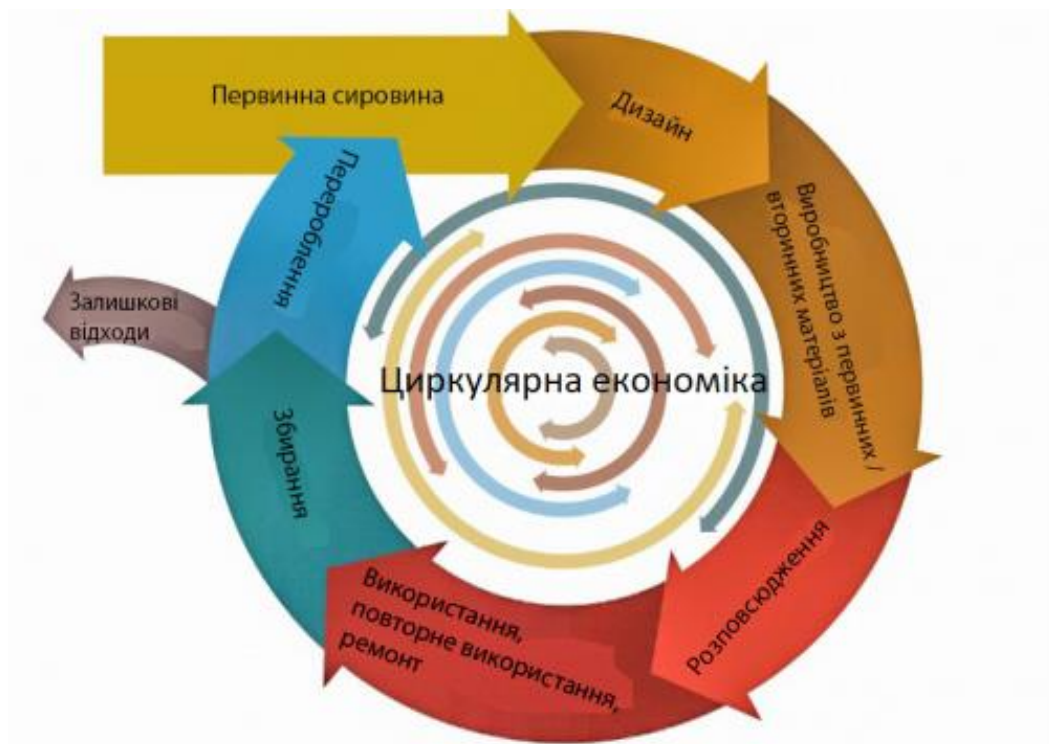 Первинна сировина
Дизайн
Виробництво з первинних /
вторинних матеріалів
Розповсюдження
Використання,
повторне використання,
ремонт
Збирання
Перероблення
Залишкові
відходи
Циркулярна економіка